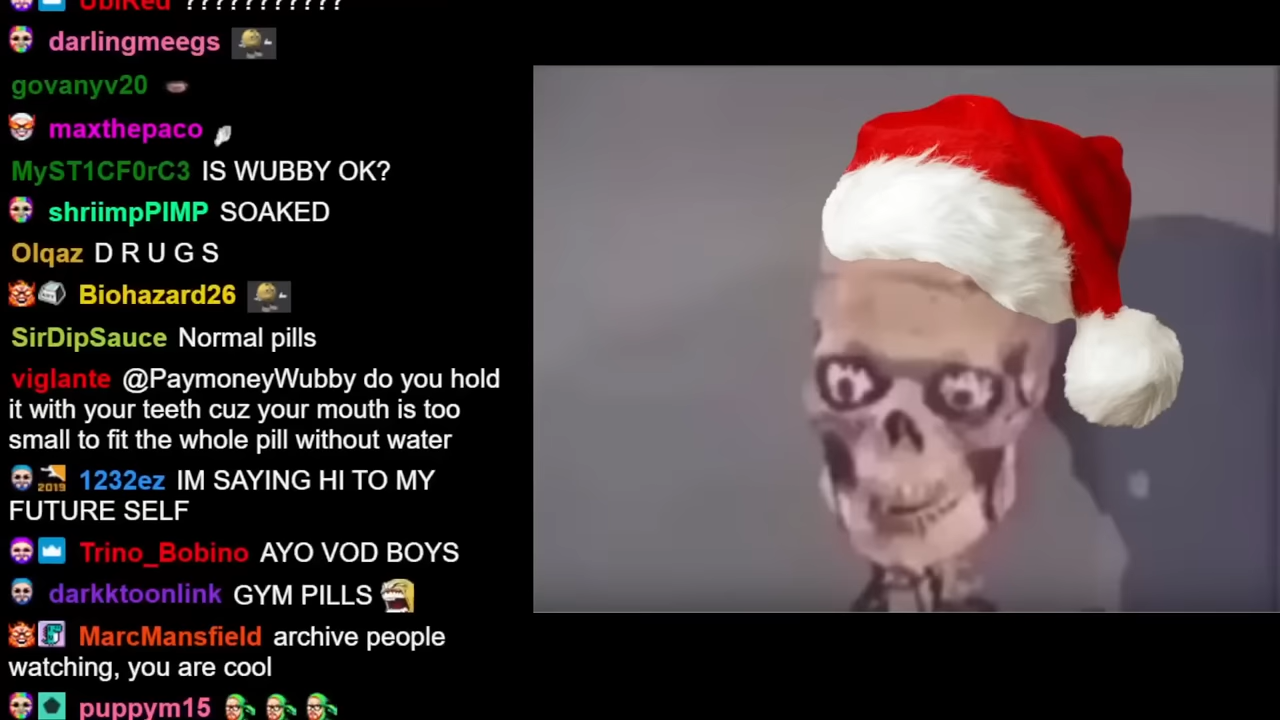 UbiRed ???????????
darlingmeegs
govanyv20
maxthepaco
MyST1CF0rC3 IS WUBBY OK?
shriimpPIMP SOAKED
Olqaz D R U G S
Biohazard26
SirDipSauce Normal pills
viglante @PaymoneyWubby do you hold
it with your teeth cuz your mouth is too
small to fit the whole pill without water
2019 1232ez IM SAYING HI TO MY
FUTURE SELF
Trino_Bobino AYO VOD BOYS
darkktoonlink GYM PILLS
MarcMansfield archive people
watching, you are cool
puppym15